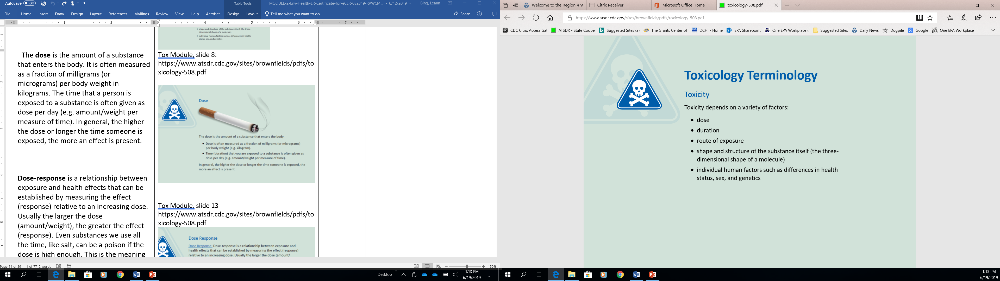 AutoSave Off
Table Tools
MODULE-2-Env-Health-LR-Certificate-for-eCLR-032319-RVWCM... - 6/12/2019
Bing, Leann
File Home Insert Draw Design Layout References Mailings Review View Help Acrobat Design Layout Tell me what you want to do Share
1 2 4 5 6 7
shape and structure of the substance itself (the three-
dimensional shape of a molecule)
individual human factors such as differences in health
status, sex, and genetics
The dose is the amount of a substance
that enters the body. It is often measured
as a fraction of milligrams (or
micrograms) per body weight in
kilograms. The time that a person is
exposed to a substance is often given as
dose per day (e.g. amount/weight per
measure of time). In general, the higher
the dose or longer the time someone is
exposed, the more an effect is present.
Dose-response is a relationship between
exposure and health effects that can be
established by measuring the effect
(response) relative to an increasing dose.
Usually the larger the dose
(amount/weight), the greater the effect
(response). Even substances we use all
the time, like salt, can be a poison if the
dose is high enough. This is the meaning
Tox Module, slide 8:
https://www.atsdr.cdc.gov/sites/brownfields/pdfs/to
xicology-508.pdf
Dose
The dose is the amount of a substance that enters the body.
Dose is often measured as a fraction of milligrams (or micrograms)
per body weight (e.g. kilogram).
Time (duration) that you are exposed to a substance is often given as
dose per day (e.g. amount/weight per measure of time).
In general, the higher the dose or longer the time someone is exposed, the
more an effect is present.
Tox Module, slide 13
https://www.atsdr.cdc.gov/sites/brownfields/pdfs/to
xicology-508.pdf
Dose Response
Dose Response: Dose-response is a relationship between exposure and
health effects that can be established by measuring the effect (response)
relative to an increasing dose. Usually the larger the dose (amount/
Page 11 of 39 1 of 7712 words
150%
Desktop
1:13 PM
6/19/2019
Welcome to the Region 4 W
Citrix Receiver
Microsoft Office Home
toxicology-508.pdf
https://www.atsdr.cdc.gov/sites/brownfields/pdfs/toxicology-508.pdf
CDC Citrix Access Gat ATSDR - State Coope Suggested Sites (2) The Grants Center of DCHI - Home EPA Sharepoint One EPA Workplace ( Suggested Sites Daily News Dogpile Google One EPA Workplace
Toxicology Terminology
Toxicity
Toxicity depends on a variety of factors:
dose
duration
route of exposure
shape and structure of the substance itself (the three-
dimensional shape of a molecule)
individual human factors such as differences in health
status, sex, and genetics
1:13 PM
6/19/2019